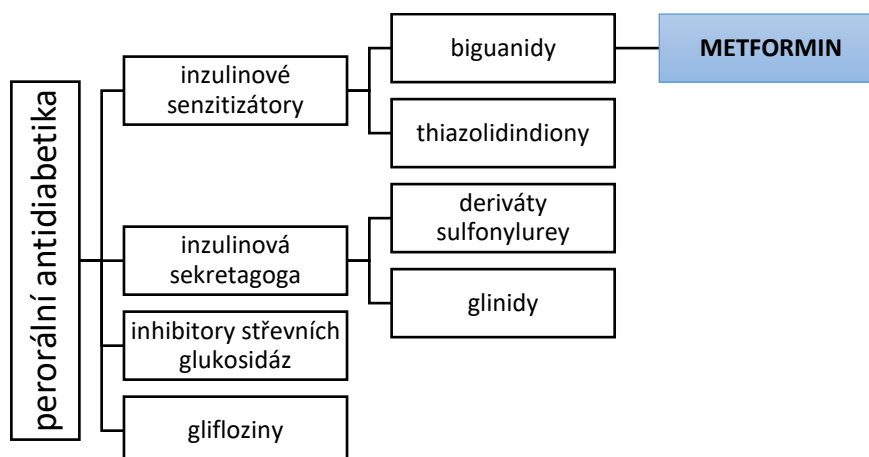 perorální antidiabetika
inzulinové
senzitizátory
biguanidy
METFORMIN
thiazolidindiony
inzulinová
sekretagoga
deriváty
sulfonylurey
glinidy
inhibitory střevních
glukosidáz
glifloziny